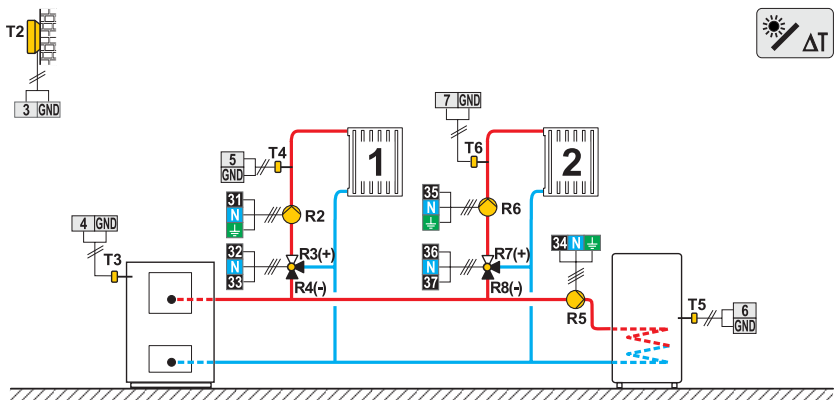 T2
3 GND
ΔT
7 GND
5
GND
T4
1
T6
2
31
N
R2
35
N
R6
4 GND
T3
32
N
33
R3(+)
R4(-)
36
N
37
R7(+)
R8(-)
34 N
R5
T5
6
GND